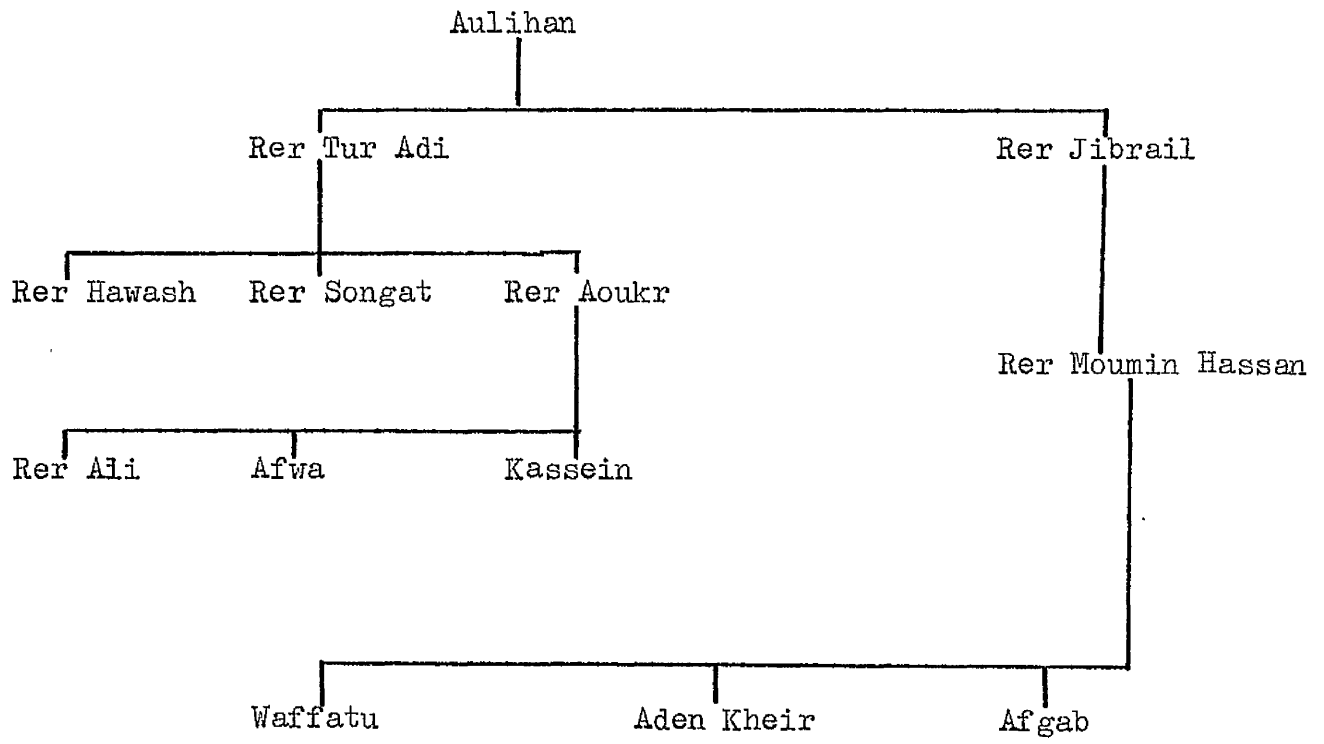 Aulihan
Rer Tur Adi Rer Jibrail
Rer Hawash Rer Songat Rer Aoukr
Rer Moumin Hassan
Rer Ali Afwa Kassein
Waffatu Aden Kheir Afgab